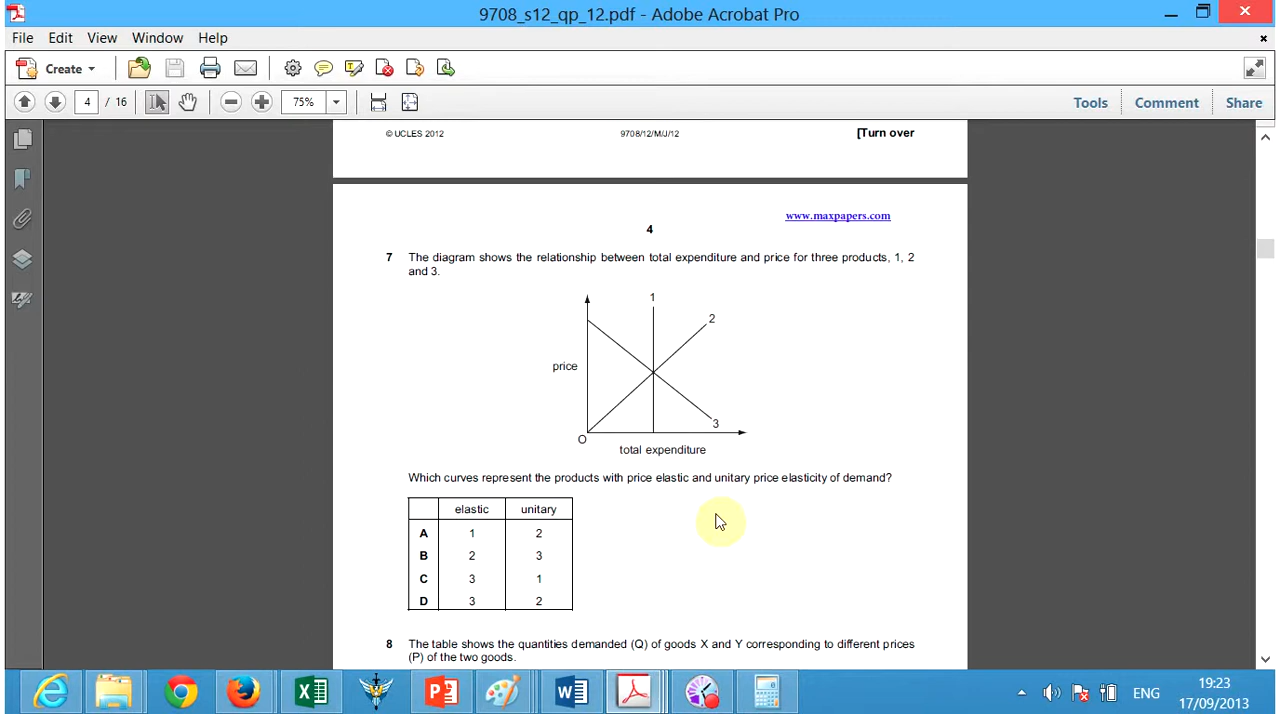 9708_s12_qp_12.pdf - Adobe Acrobat Pro
File Edit View Window Help
Create
4 / 16 75% Tools Comment Share
© UCLES 2012 9708/12/M/J/12 [Turn over
www.maxpapers.com
4
7 The diagram shows the relationship between total expenditure and price for three products, 1, 2
and 3.
1
2
price
3
O
total expenditure
Which curves represent the products with price elastic and unitary price elasticity of demand?
elastic unitary
A 1 2
B 2 3
C 3 1
D 3 2
8 The table shows the quantities demanded (Q) of goods X and Y corresponding to different prices
(P) of the two goods.
ENG
19:23
17/09/2013